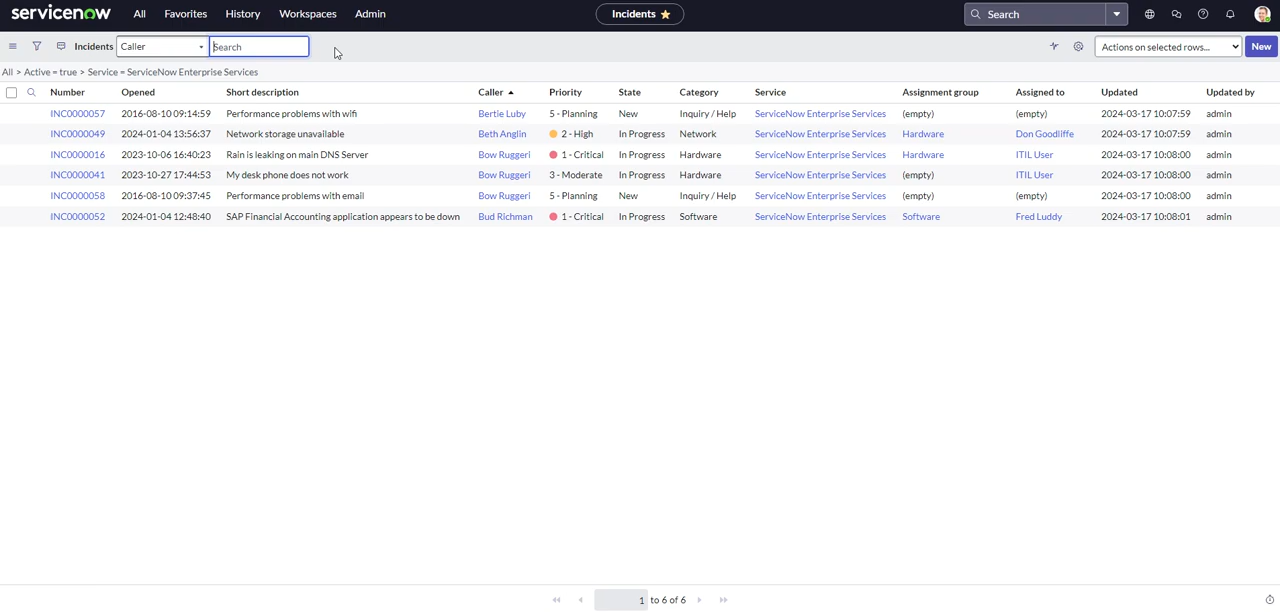 servicenow All Favorites History Workspaces Admin Incidents Search
Incidents Caller Search Actions on selected rows... New
All > Active = true > Service = ServiceNow Enterprise Services
Number Opened Short description Caller Priority State Category Service Assignment group Assigned to Updated Updated by
INC0000057 2016-08-10 09:14:59 Performance problems with wifi Bertie Luby 5 - Planning New Inquiry / Help ServiceNow Enterprise Services (empty) (empty) 2024-03-17 10:07:59 admin
INC0000049 2024-01-04 13:56:37 Network storage unavailable Beth Anglin 2 - High In Progress Network ServiceNow Enterprise Services Hardware Don Goodliffe 2024-03-17 10:07:59 admin
INC0000016 2023-10-06 16:40:23 Rain is leaking on main DNS Server Bow Ruggeri 1 - Critical In Progress Hardware ServiceNow Enterprise Services Hardware ITIL User 2024-03-17 10:08:00 admin
INC0000041 2023-10-27 17:44:53 My desk phone does not work Bow Ruggeri 3 - Moderate In Progress Hardware ServiceNow Enterprise Services (empty) ITIL User 2024-03-17 10:08:00 admin
INC0000058 2016-08-10 09:37:45 Performance problems with email Bow Ruggeri 5 - Planning New Inquiry / Help ServiceNow Enterprise Services (empty) (empty) 2024-03-17 10:08:00 admin
INC0000052 2024-01-04 12:48:40 SAP Financial Accounting application appears to be down Bud Richman 1 - Critical In Progress Software ServiceNow Enterprise Services Software Fred Luddy 2024-03-17 10:08:01 admin
1 to 6 of 6